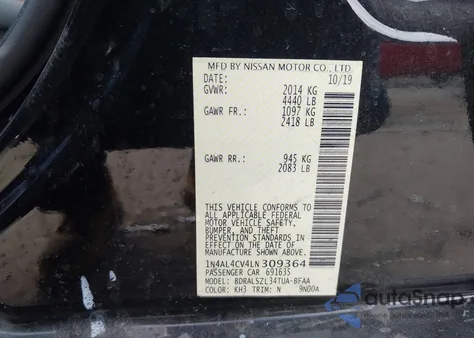 MFD BY NISSAN MOTOR CO., LTD.
DATE: 10/19
GVWR: 2014 KG
4440 LB
GAWR FR.: 1097 KG
2418 LB
GAWR RR.: 945 KG
2083 LB
THIS VEHICLE CONFORMS TO
ALL APPLICABLE FEDERAL
MOTOR VEHICLE SAFETY,
BUMPER, AND THEFT
PREVENTION STANDARDS IN
EFFECT ON THE DATE OF
MANUFACTURE SHOWN ABOVE.
1N4AL4CV4LN309364
PASSENGER CAR 691635
MODEL: BDRALSZL34TUA-BFAA
COLOR: KH3 TRIM: N 9N00A
AutoSnap